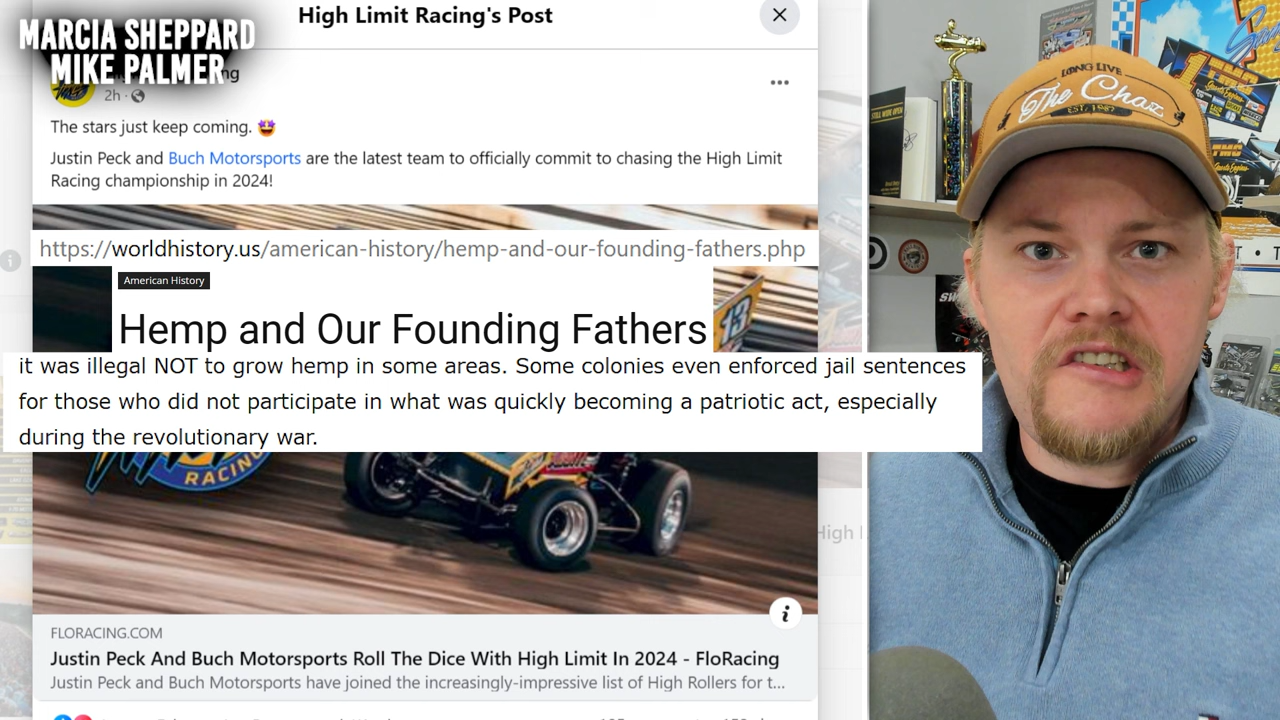 MARCIA SHEPPARD
MIKE PALMER
High Limit Racing's Post
2h
The stars just keep coming.
Justin Peck and Buch Motorsports are the latest team to officially commit to chasing the High Limit
Racing championship in 2024!
https://worldhistory.us/american-history/hemp-and-our-founding-fathers.php
American History
Hemp and Our Founding Fathers
it was illegal NOT to grow hemp in some areas. Some colonies even enforced jail sentences
for those who did not participate in what was quickly becoming a patriotic act, especially
during the revolutionary war.
13
RACING
FLORACING.COM
Justin Peck And Buch Motorsports Roll The Dice With High Limit In 2024 - FloRacing
Justin Peck and Buch Motorsports have joined the increasingly-impressive list of High Rollers for t...
High
LONG LIVE
The Chaz
EST. 1987